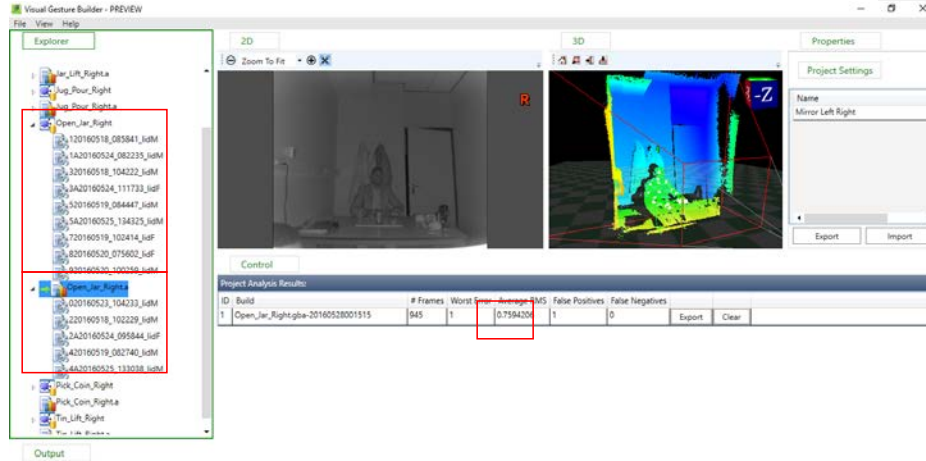 Visual Gesture Builder - PREVIEW
File View Help
Explorer
2D
3D
Properties
Zoom To Fit
Project Settings
Name
Mirror Left Right
Export Import
R
-Z
Jar_Lift_Right.a
Jug_Pour_Right
Jug_Pour_Right.a
Open_Jar_Right
120160518_085841_lidM
1A20160524_082235_lidM
320160518_104222_lidM
3A20160524_111733_lidF
520160519_084447_lidM
5A20160525_134325_lidM
720160519_102414_lidF
820160520_075602_lidF
920160520_100259_lidM
Open_Jar_Right.a
020160523_104233_lidM
220160518_102229_lidM
2A20160524_095844_lidF
420160519_082740_lidM
4A20160525_133038_lidM
Pick_Coin_Right
Pick_Coin_Right.a
Tin_Lift_Right
Tin_Lift_Right.a
Control
Project Analysis Results:
ID Build # Frames Worst Error Average RMS False Positives False Negatives
1 Open_Jar_Right.gba-20160528001515 945 1 0.7594206 1 0 Export Clear
Output